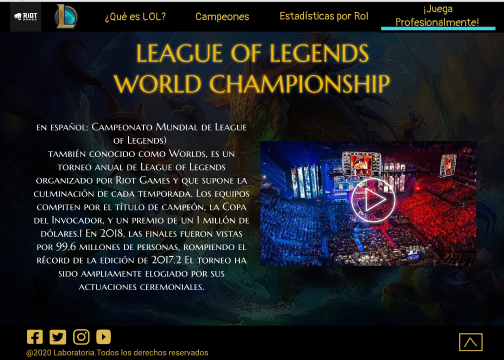 RIOT
¿Qué es LOL?
Campeones
Estadísticas por Rol
¡Juega
Profesionalmente!
LEAGUE OF LEGENDS
WORLD CHAMPIONSHIP
en español: Campeonato Mundial de League
of Legends)
también conocido como Worlds, es un
torneo anual de League of Legends
organizado por Riot Games y que supone la
culminación de cada temporada. Los equipos
compiten por el título de campeón, la Copa
del Invocador, y un premio de un 1 millón de
dólares.1 En 2018, las finales fueron vistas
por 99.6 millones de personas, rompiendo el
récord de la edición de 2017.2 El torneo ha
sido ampliamente elogiado por sus
actuaciones ceremoniales.
@2020 Laboratoria.Todos los derechos reservados